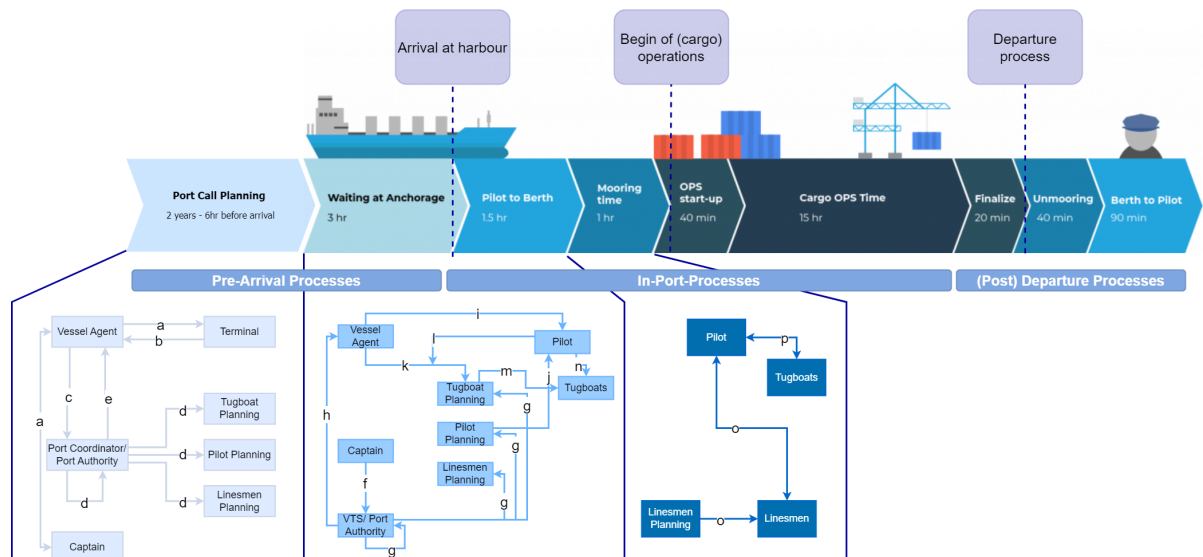 Arrival at harbour
Begin of (cargo)
operations
Departure
process
Port Call Planning
2 years - 6hr before arrival
Waiting at Anchorage
3 hr
Pilot to Berth
1.5 hr
Mooring
time
1 hr
OPS
start-up
40 min
Cargo OPS Time
15 hr
Finalize
20 min
Unmooring
40 min
Berth to Pilot
90 min
Pre-Arrival Processes
In-Port-Processes
(Post) Departure Processes
Vessel Agent
a
b
Terminal
c
e
a
d
Tugboat
Planning
Port Coordinator/
Port Authority
d
Pilot Planning
d
d
Linesmen
Planning
Captain
i
Vessel
Agent
l
Pilot
k
m
j
n
Tugboat
Planning
Tugboats
h
g
Pilot
Planning
g
Captain
Linesmen
Planning
f
g
VTS/ Port
Authority
g
Pilot
p
Tugboats
o
Linesmen
Planning
o
Linesmen